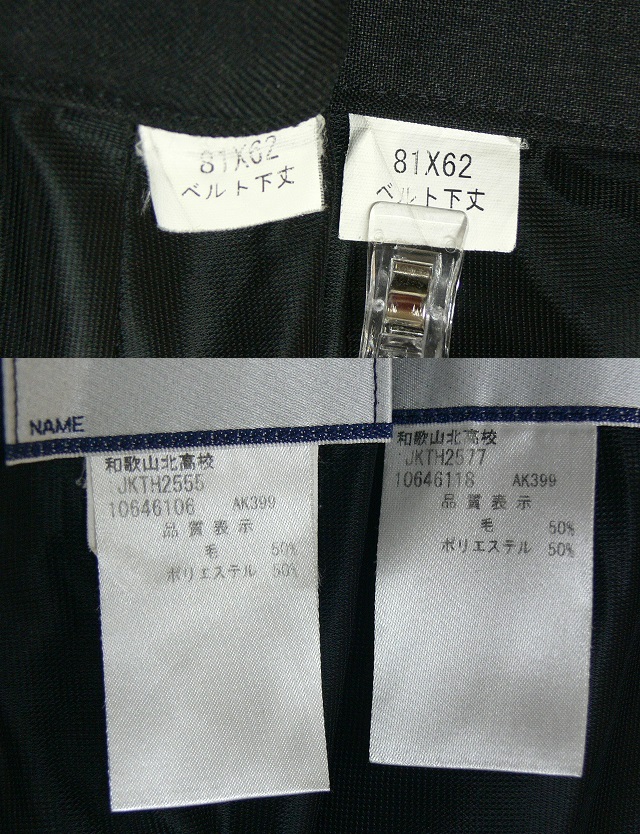 81X62
ベルト下丈
81X62
ベルト下丈
NAME
和歌山北高校
JKTH2555
10646106 AK399
品質表示
毛 50%
ポリエステル 50%
和歌山北高校
JKTH2577
10646118 AK399
品質表示
毛 50%
ポリエステル 50%